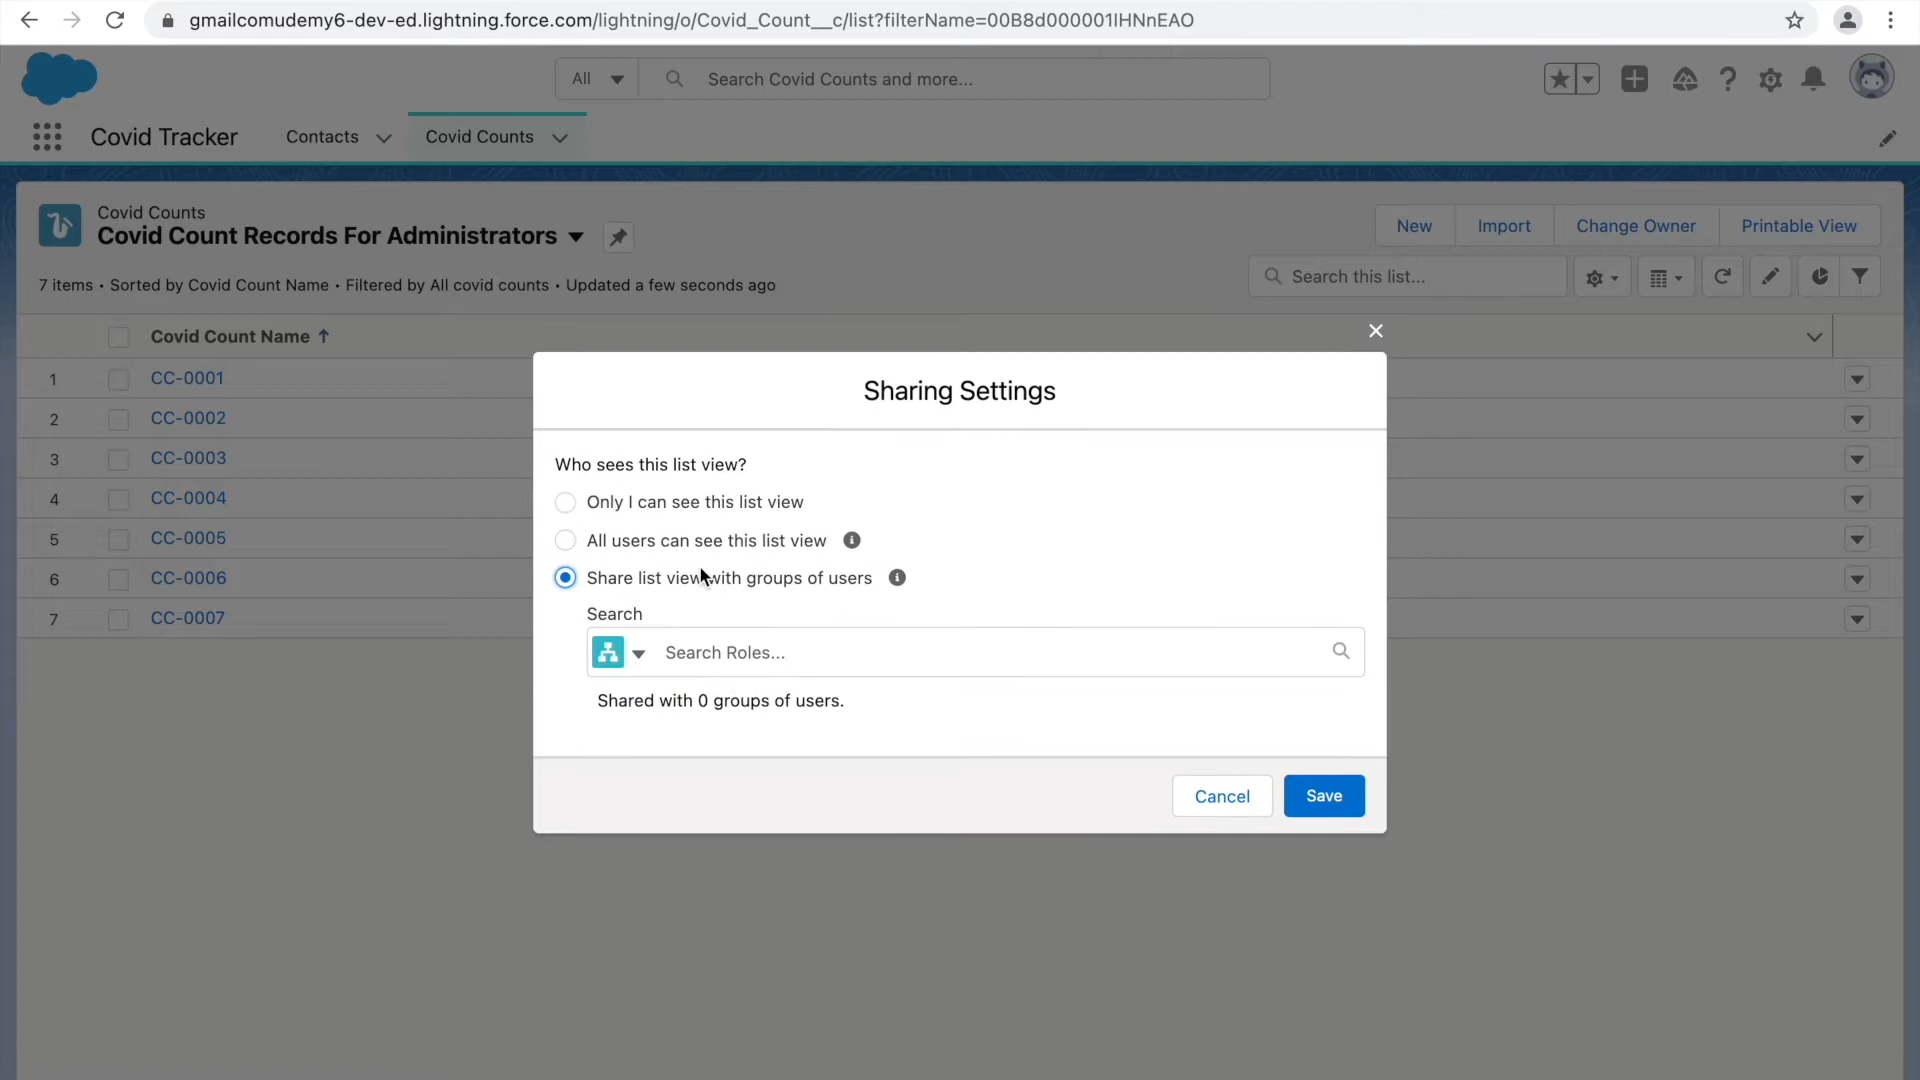 gmailcomudemy6-dev-ed.lightning.force.com/lightning/o/Covid_Count__c/list?filterName=00B8d000001IHNnEAO
All
Search Covid Counts and more...
Covid Tracker
Contacts
Covid Counts
Covid Counts
Covid Count Records For Administrators
New
Import
Change Owner
Printable View
7 items • Sorted by Covid Count Name • Filtered by All covid counts • Updated a few seconds ago
Search this list...
Covid Count Name
1 CC-0001
2 CC-0002
3 CC-0003
4 CC-0004
5 CC-0005
6 CC-0006
7 CC-0007
Sharing Settings
Who sees this list view?
Only I can see this list view
All users can see this list view
Share list view with groups of users
Search
Search Roles...
Shared with 0 groups of users.
Cancel
Save